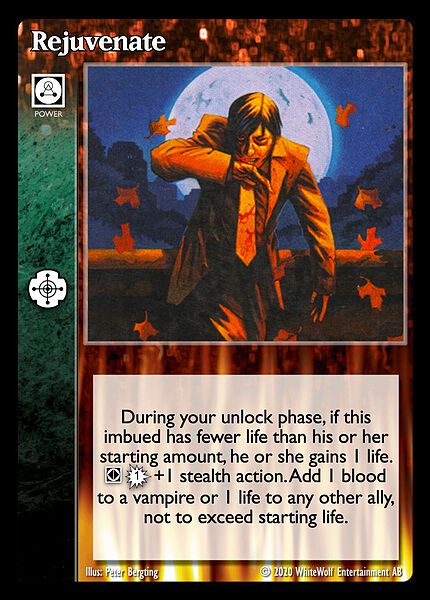 Rejuvenate
POWER
During your unlock phase, if this
imbued has fewer life than his or her
starting amount, he or she gains 1 life.
1 +1 stealth action. Add 1 blood
to a vampire or 1 life to any other ally,
not to exceed starting life.
Illus: Peter Bergting © 2020 WhiteWolf Entertainment AB